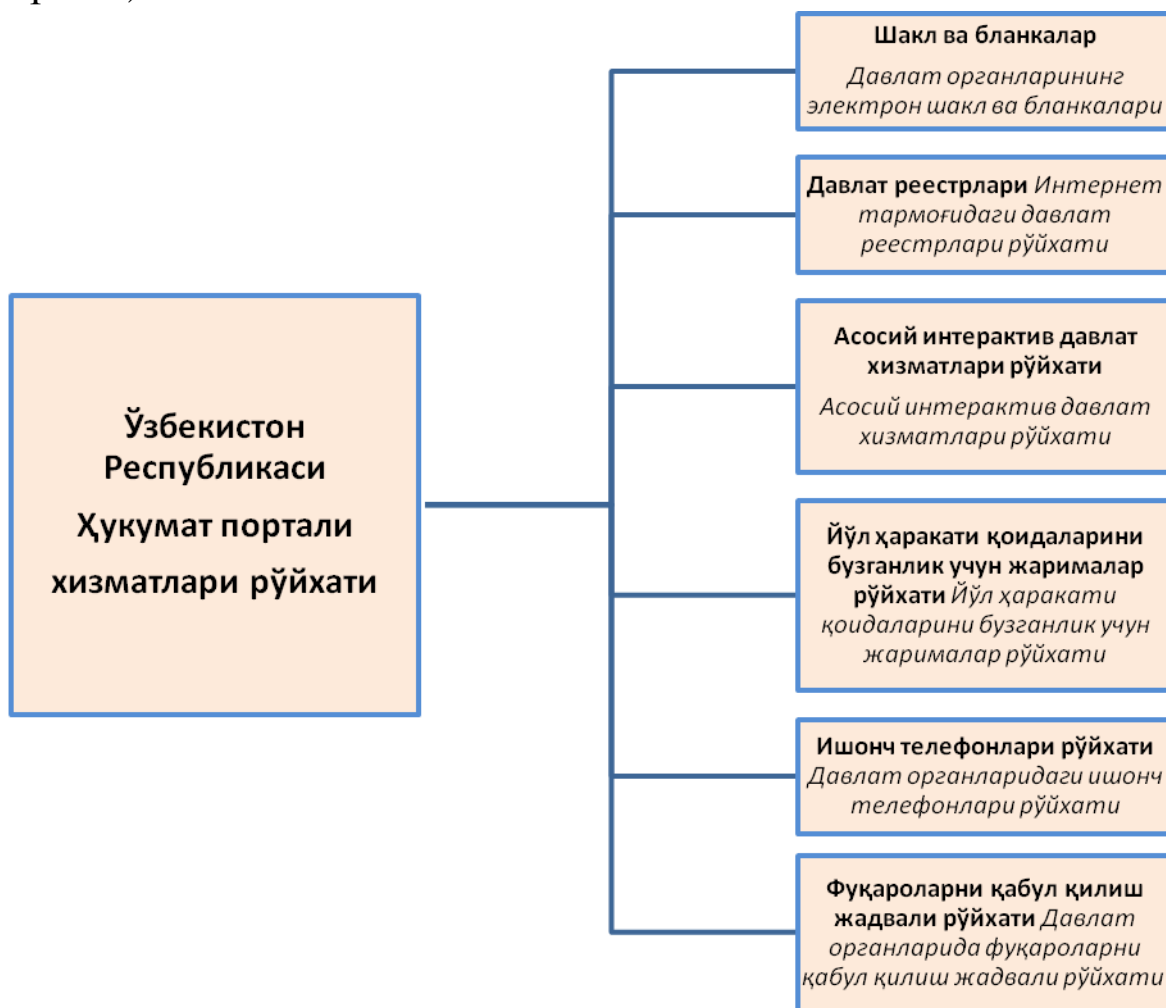 Ўзбекистон
Республикаси
Ҳукумат портали
хизматлари рўйхати
Шакл ва бланкалар
Давлат органларининг
электрон шакл ва бланкалари
Давлат реестрлари Интернет
тармоғидаги давлат
реестрлари рўйхати
Асосий интерактив давлат
хизматлари рўйхати
Асосий интерактив давлат
хизматлари рўйхати
Йўл ҳаракати қоидаларини
бузганлик учун жарималар
рўйхати Йўл ҳаракати
қоидаларини бузганлик учун
жарималар рўйхати
Ишонч телефонлари рўйхати
Давлат органларидаги ишонч
телефонлари рўйхати
Фуқароларни қабул қилиш
жадвали рўйхати Давлат
органларида фуқароларни
қабул қилиш жадвали рўйхати